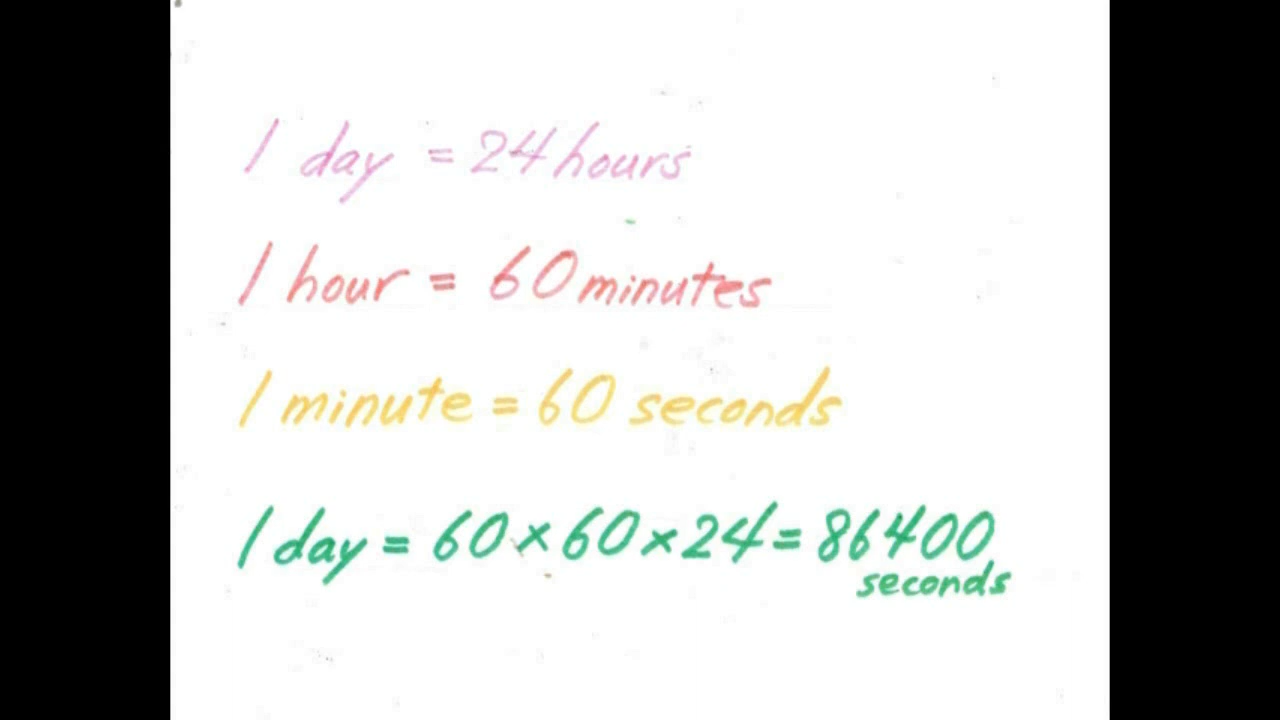 1 day = 24 hours
1 hour = 60 minutes
1 minute = 60 seconds
1 day = 60 × 60 × 24 = 86400
seconds